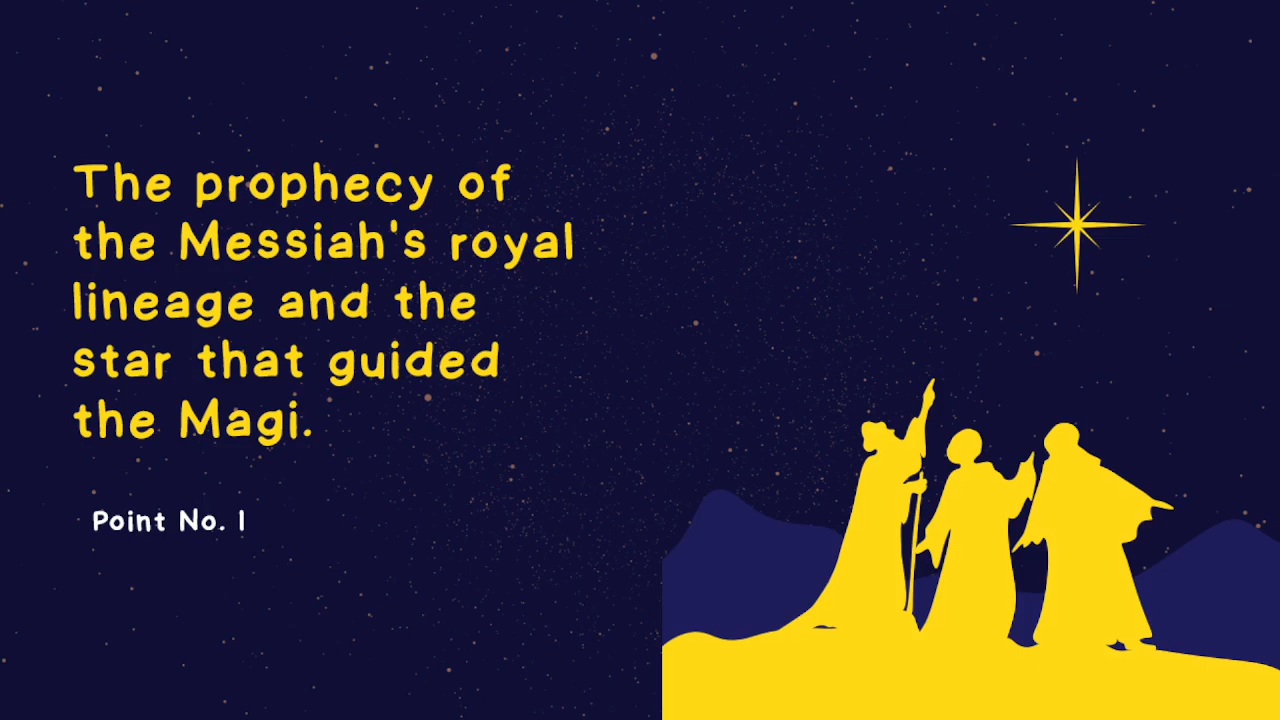 The prophecy of
the Messiah's royal
lineage and the
star that guided
the Magi.
Point No. 1